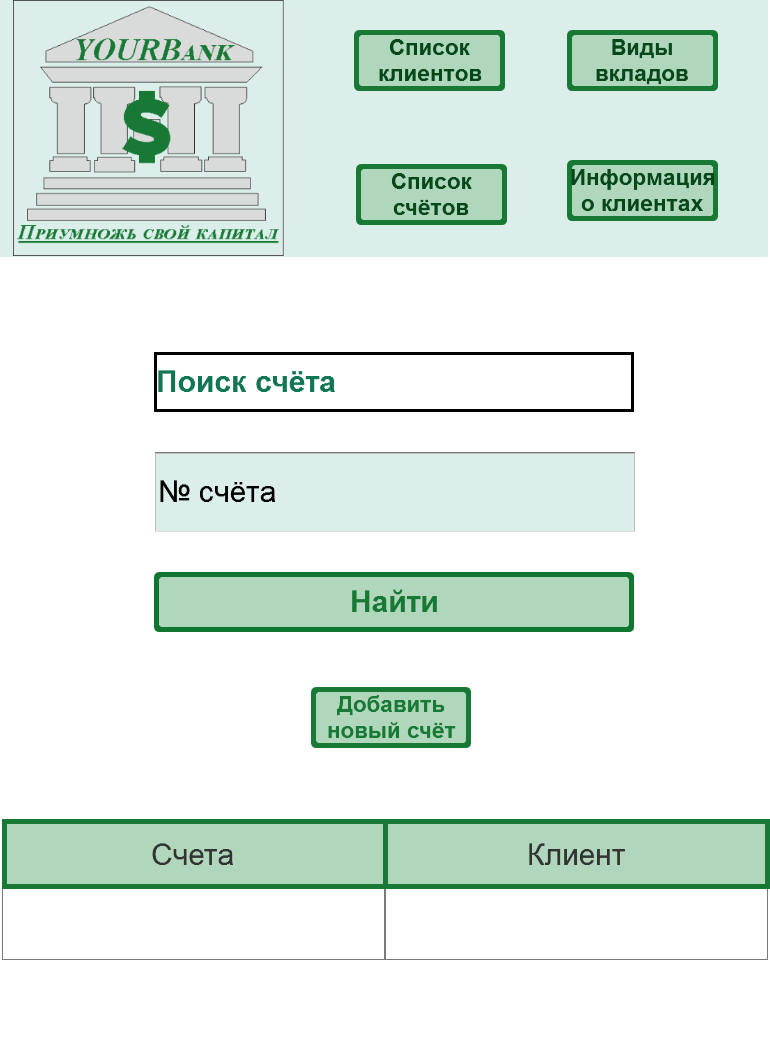 YOURBANK
$
ПРИУМНОЖЬ СВОЙ КАПИТАЛ
Список
клиентов
Виды
вкладов
Список
счётов
Информация
о клиентах
Поиск счёта
№ счёта
Найти
Добавить
новый счёт
Счета
Клиент